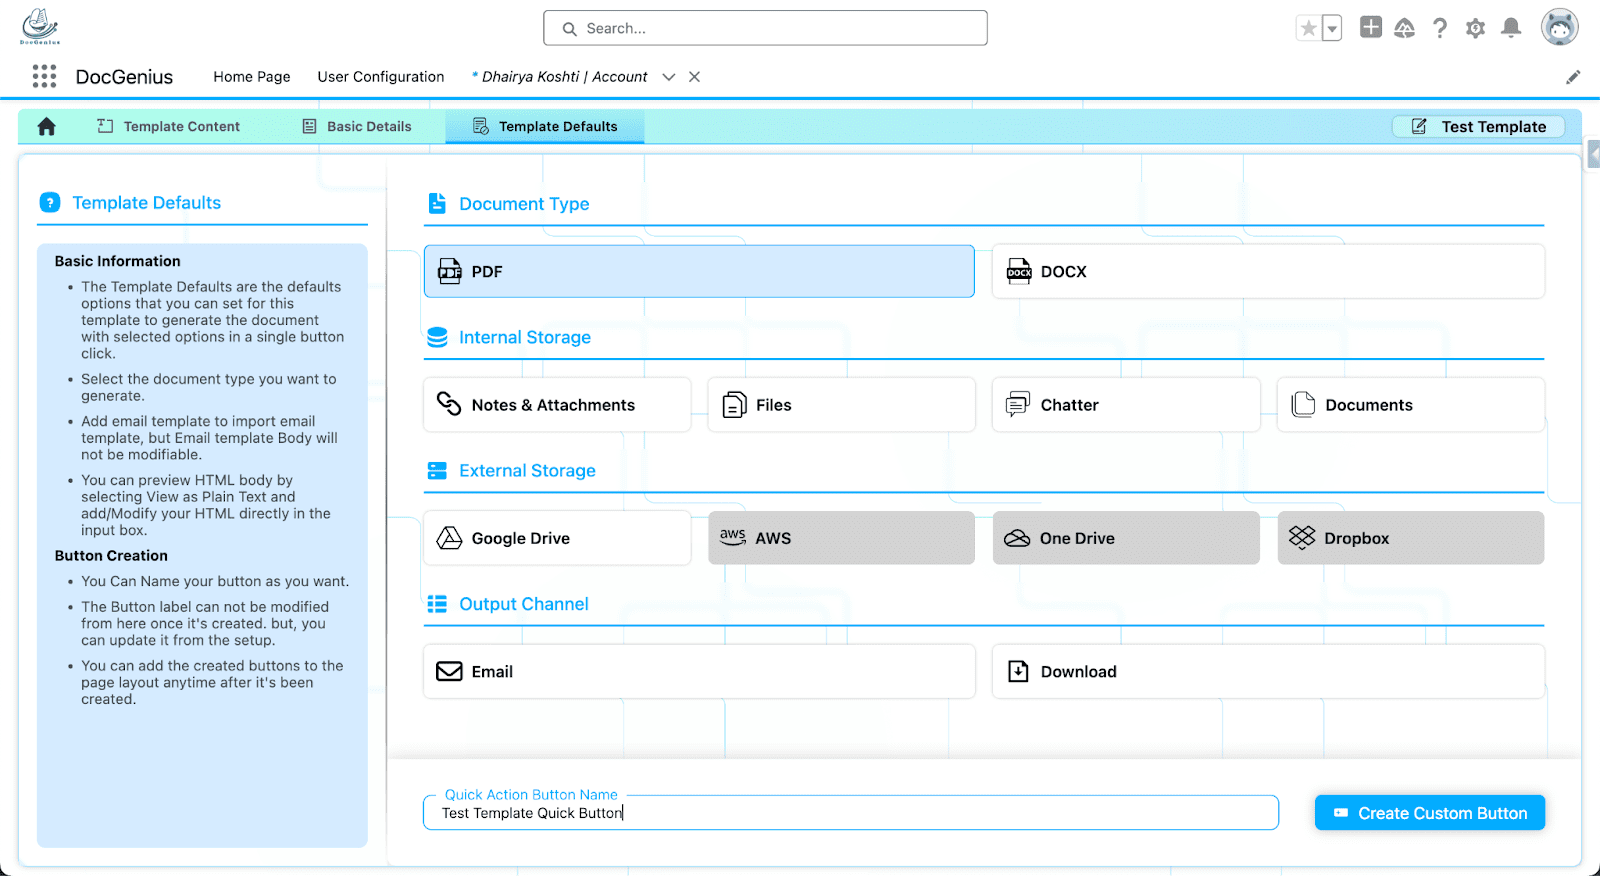 DocGenius
Search...
DocGenius
Home Page
User Configuration
* Dhairya Koshti | Account
Template Content
Basic Details
Template Defaults
Test Template
Template Defaults
Basic Information
• The Template Defaults are the defaults
options that you can set for this
template to generate the document
with selected options in a single button
click.
• Select the document type you want to
generate.
• Add email template to import email
template, but Email template Body will
not be modifiable.
• You can preview HTML body by
selecting View as Plain Text and
add/Modify your HTML directly in the
input box.
Button Creation
• You Can Name your button as you want.
• The Button label can not be modified
from here once it's created. but, you
can update it from the setup.
• You can add the created buttons to the
page layout anytime after it's been
created.
Document Type
PDF
PDF
DOCX
DOCX
Internal Storage
Notes & Attachments
Files
Chatter
Documents
External Storage
Google Drive
aws
AWS
One Drive
Dropbox
Output Channel
Email
Download
Quick Action Button Name
Test Template Quick Button
Create Custom Button